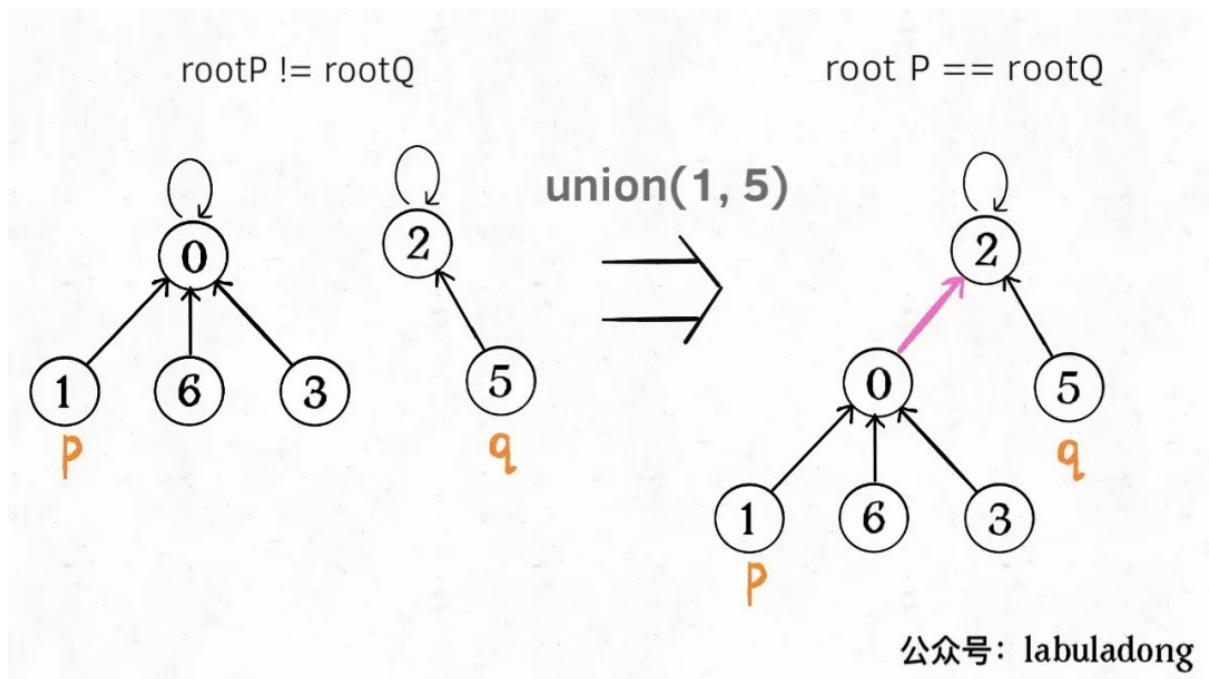 rootP != rootQ
root P == rootQ
union(1, 5)
0
2
1
6
3
5
p
q
2
0
5
1
6
3
q
p
公众号：labuladong